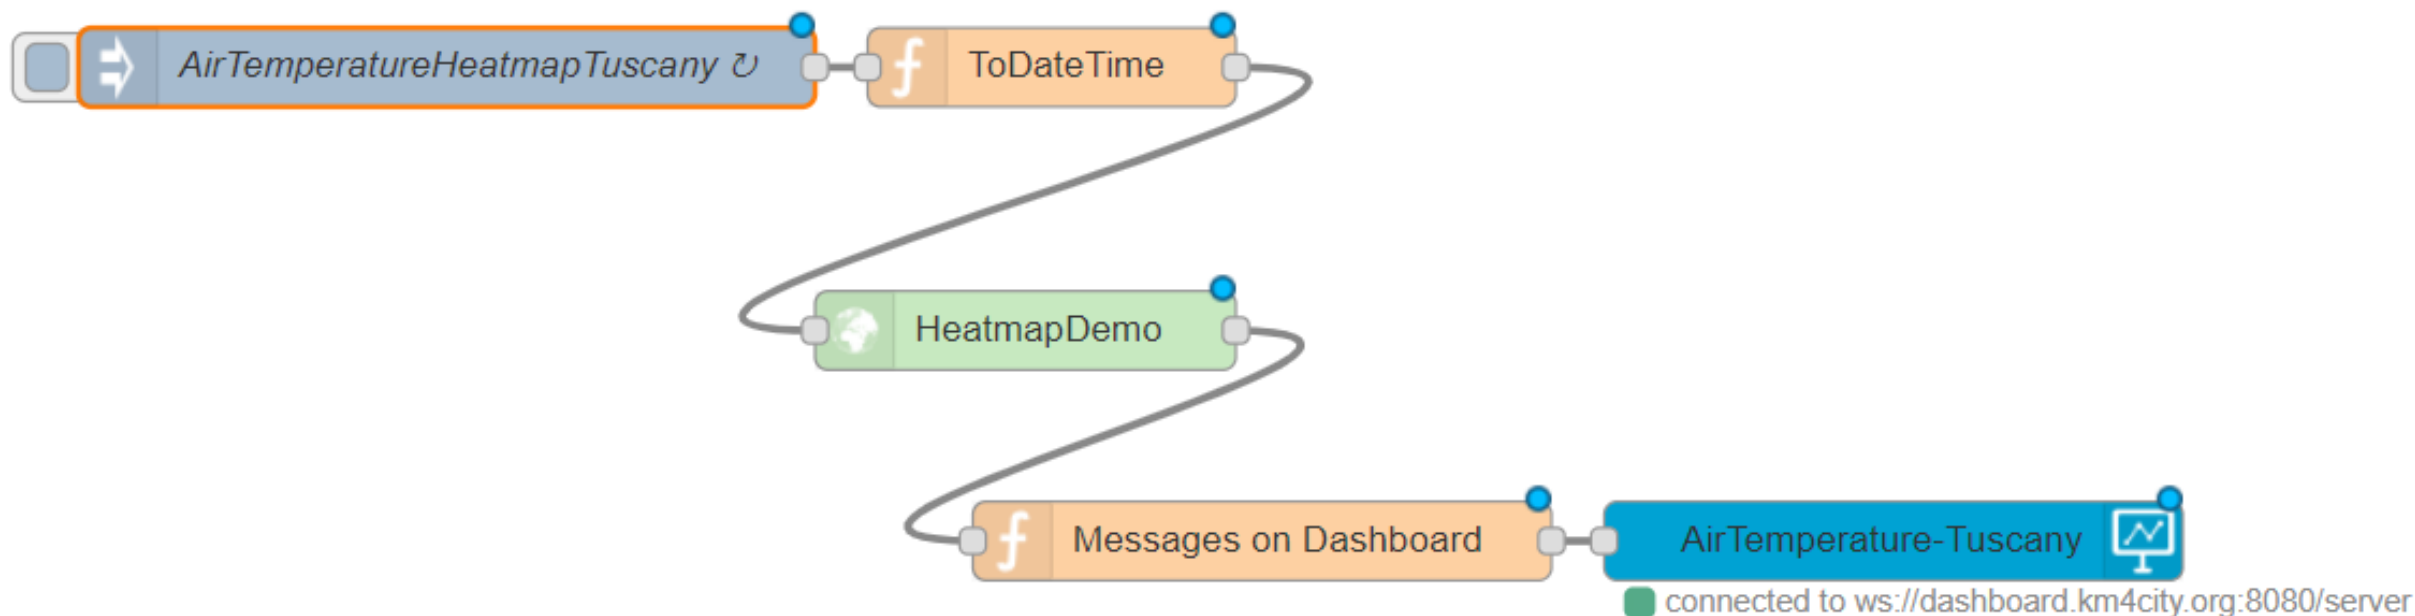 AirTemperatureHeatmapTuscany ↻
ToDateTime
HeatmapDemo
Messages on Dashboard
AirTemperature-Tuscany
connected to ws://dashboard.km4city.org:8080/server